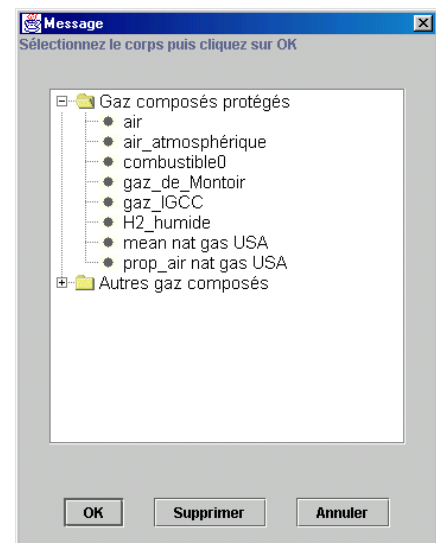 Message
Sélectionnez le corps puis cliquez sur OK
Gaz composés protégés
air
air_atmosphérique
combustible0
gaz_de_Montoir
gaz_IGCC
H2_humide
mean nat gas USA
prop_air nat gas USA
Autres gaz composés
OK Supprimer Annuler